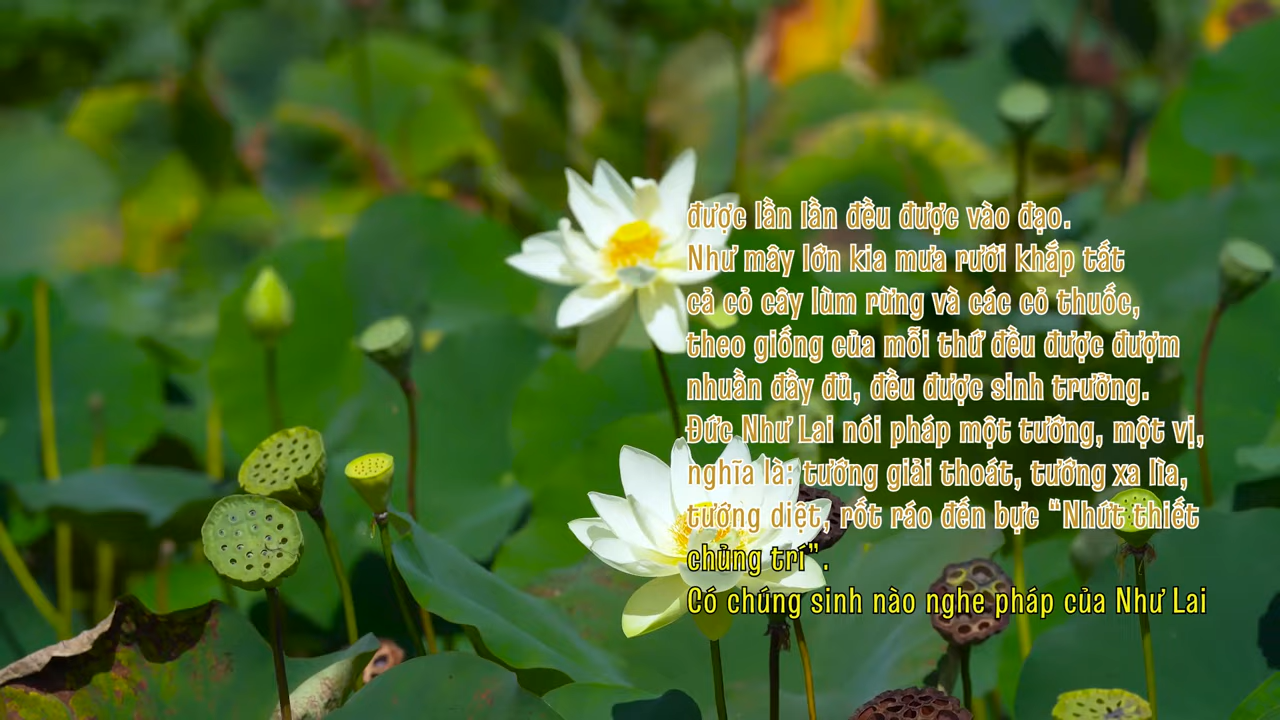 được lần lần đều được vào đạo.
Như mây lớn kia mưa rưới khắp tất
cả cỏ cây lùm rừng và các cỏ thuốc,
theo giống của mỗi thứ đều được đượm
nhuần đầy đủ, đều được sinh trưởng.
Đức Như Lai nói pháp một tướng, một vị,
nghĩa là: tướng giải thoát, tướng xa lìa,
tướng diệt, rốt ráo đến bực “Nhứt thiết
chủng trí”.
Có chúng sinh nào nghe pháp của Như Lai